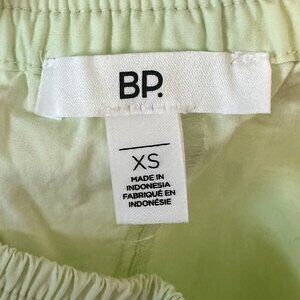 BP.
XS
MADE IN
INDONESIA
FABRIQUÉ EN
INDONÉSIE